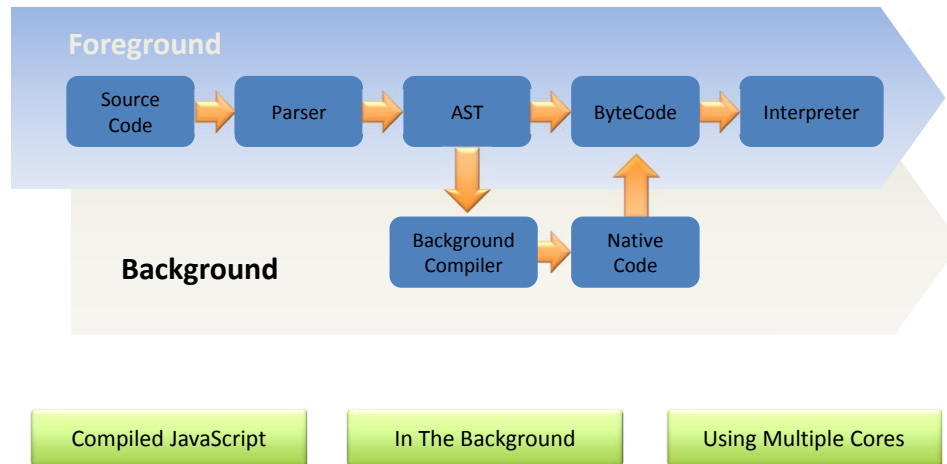 Foreground
Source
Code
Parser
AST
ByteCode
Interpreter
Background
Compiler
Native
Code
Background
Compiled JavaScript
In The Background
Using Multiple Cores